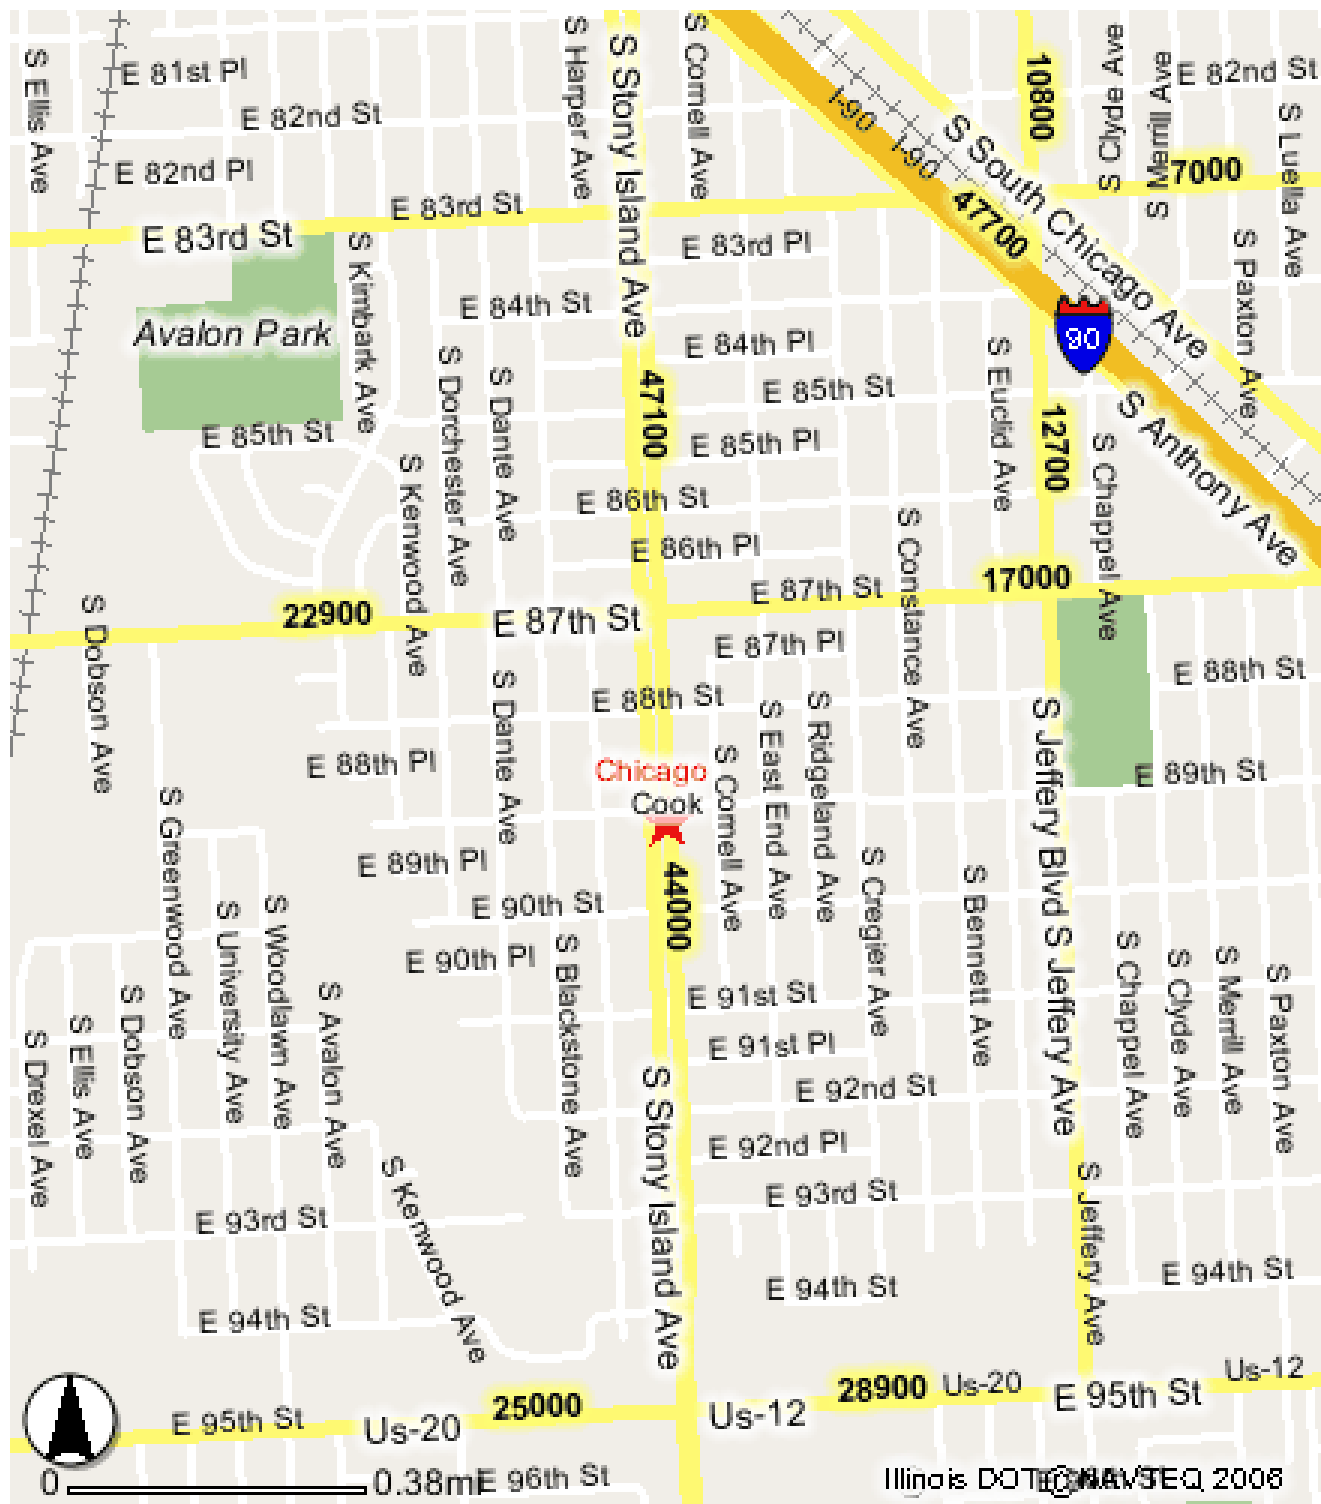 S Ellis Ave
E 81st Pl
E 82nd St
E 82nd Pl
S Harper Ave
S Stony Island Ave
S Cornell Ave
I-90
I-90
47700
S South Chicago Ave
10800
S Clyde Ave
S Merrill Ave
E 82nd St
7000
S Luella Ave
S Paxton Ave
E 83rd St
E 83rd St
E 83rd Pl
Avalon Park
S Kimbark Ave
E 84th St
E 84th Pl
90
E 85th St
S Dorchester Ave
S Dante Ave
47100
E 85th St
E 85th Pl
S Euclid Ave
12700
S Chappel Ave
S Anthony Ave
S Kenwood Ave
E 86th St
E 86th Pl
S Constance Ave
22900
E 87th St
E 87th St
17000
S Dobson Ave
E 87th Pl
E 88th St
E 88th St
S Dante Ave
E 88th Pl
Chicago
Cook
S Cornell Ave
S East End Ave
S Ridgeland Ave
S Jeffery Blvd
E 89th St
S Greenwood Ave
E 89th Pl
44000
S Cregier Ave
S Bennett Ave
E 90th St
E 90th Pl
S University Ave
S Woodlawn Ave
S Blackstone Ave
S Jeffery Ave
S Chappel Ave
S Clyde Ave
S Merrill Ave
S Paxton Ave
E 91st St
E 91st Pl
S Drexel Ave
S Ellis Ave
S Dobson Ave
S Avalon Ave
E 92nd St
S Stony Island Ave
E 92nd Pl
S Kenwood Ave
E 93rd St
E 93rd St
S Jeffery Ave
E 94th St
E 94th St
E 94th St
E 95th St
Us-20
25000
Us-12
28900
Us-20
E 95th St
Us-12
0
0.38mi
E 96th St
Illinois DOT © NAVTEQ 2006